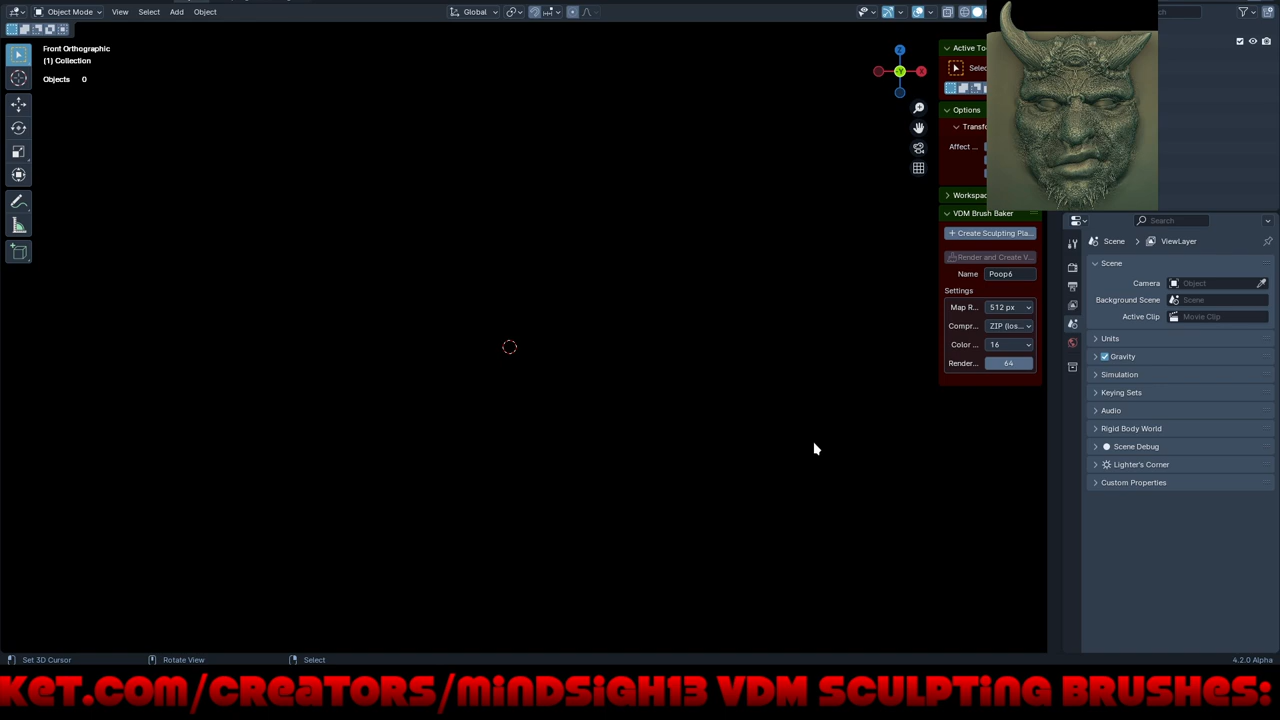 Object Mode View Select Add Object Global
Front Orthographic
(1) Collection
Objects 0
Z
X
-Y
Active To
Selec
Options
Transfo
Affect ...
Workspac
VDM Brush Baker
Create Sculpting Pla...
Render and Create V...
Name Poop6
Settings
Map R... 512 px
Compr... ZIP (los...
Color ... 16
Render... 64
Search
Scene ViewLayer
Scene
Camera Object
Background Scene Scene
Active Clip Movie Clip
Units
Gravity
Simulation
Keying Sets
Audio
Rigid Body World
Scene Debug
Lighter's Corner
Custom Properties
Set 3D Cursor Rotate View Select 4.2.0 Alpha
KET.COM/CREATORS/MINDSIGH13 VDM SCULPTING BRUSHES: